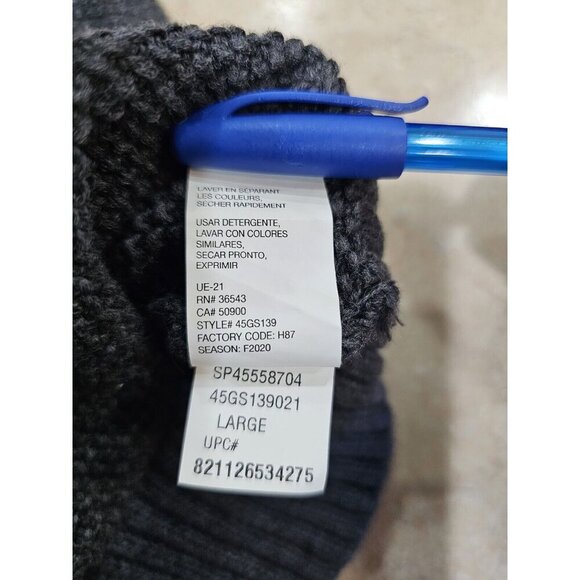 LAVER EN SÉPARANT
LES COULEURS,
SECHER RAPIDEMENT
USAR DETERGENTE,
LAVAR CON COLORES
SIMILARES,
SECAR PRONTO,
EXPRIMIR
UE-21
RN# 36543
CA# 50900
STYLE# 45GS139
FACTORY CODE: H87
SEASON: F2020
SP45558704
45GS139021
LARGE
UPC#
821126534275